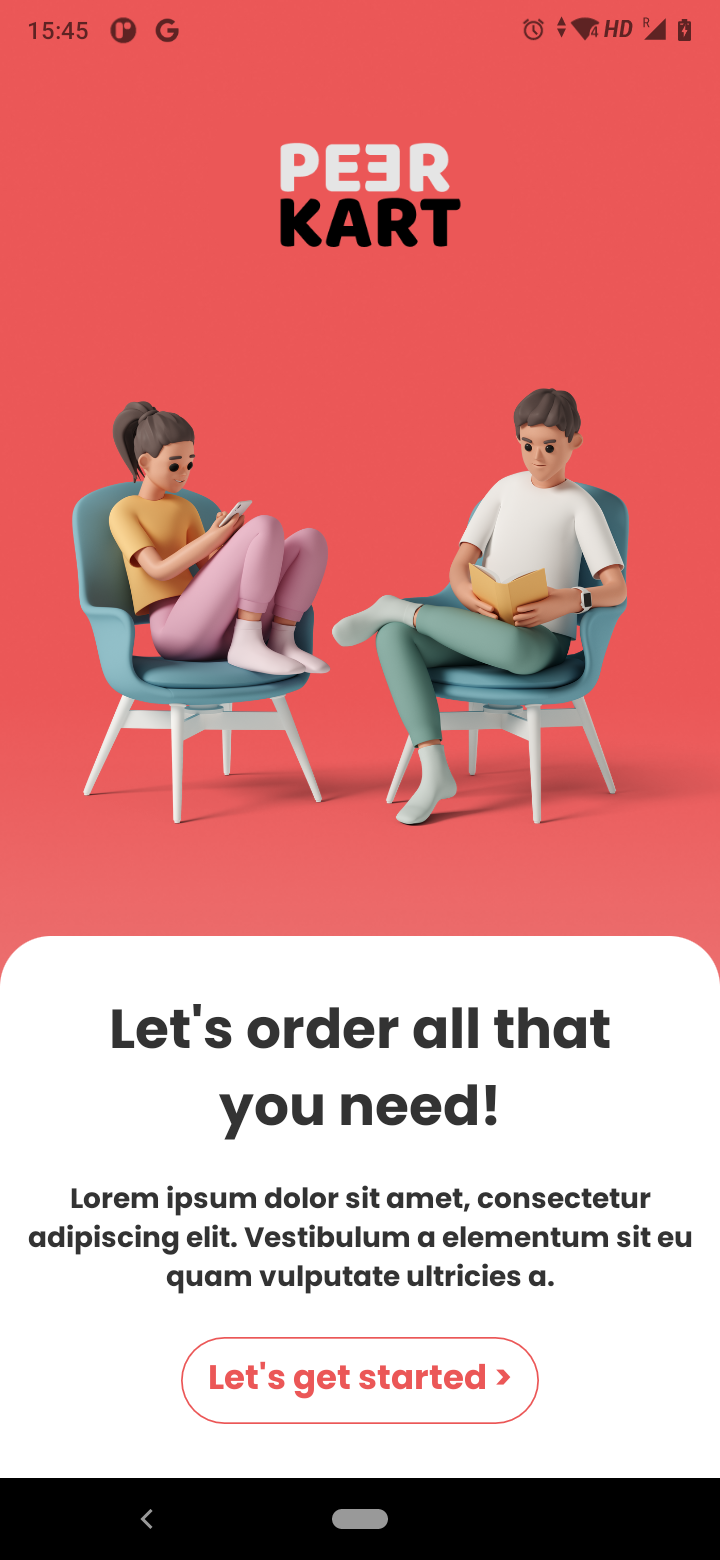 15:45
4 HD R
PEƎR
KART
Let's order all that
you need!
Lorem ipsum dolor sit amet, consectetur
adipiscing elit. Vestibulum a elementum sit eu
quam vulputate ultricies a.
Let's get started >